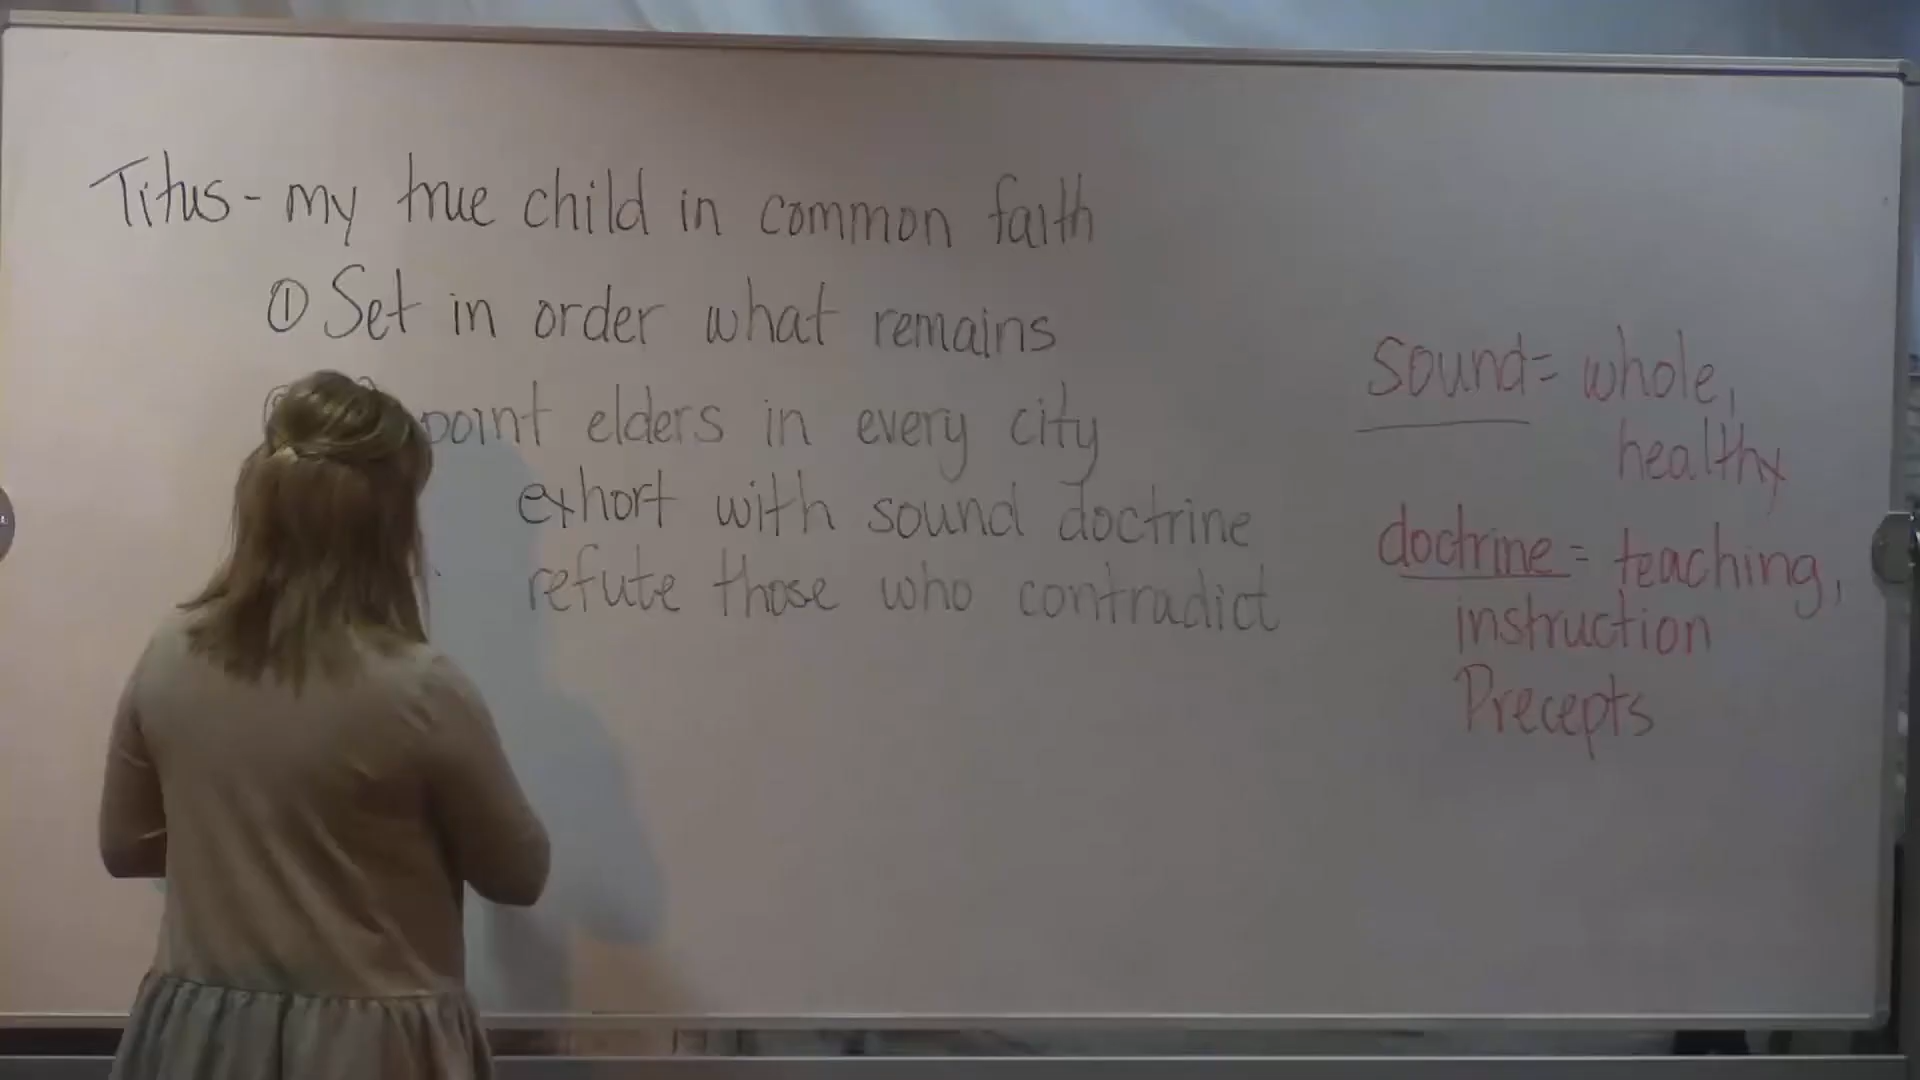 Titus - my true child in common faith
① Set in order what remains
point elders in every city
exhort with sound doctrine
refute those who contradict
sound = whole,
healthy
doctrine = teaching,
instruction
Precepts